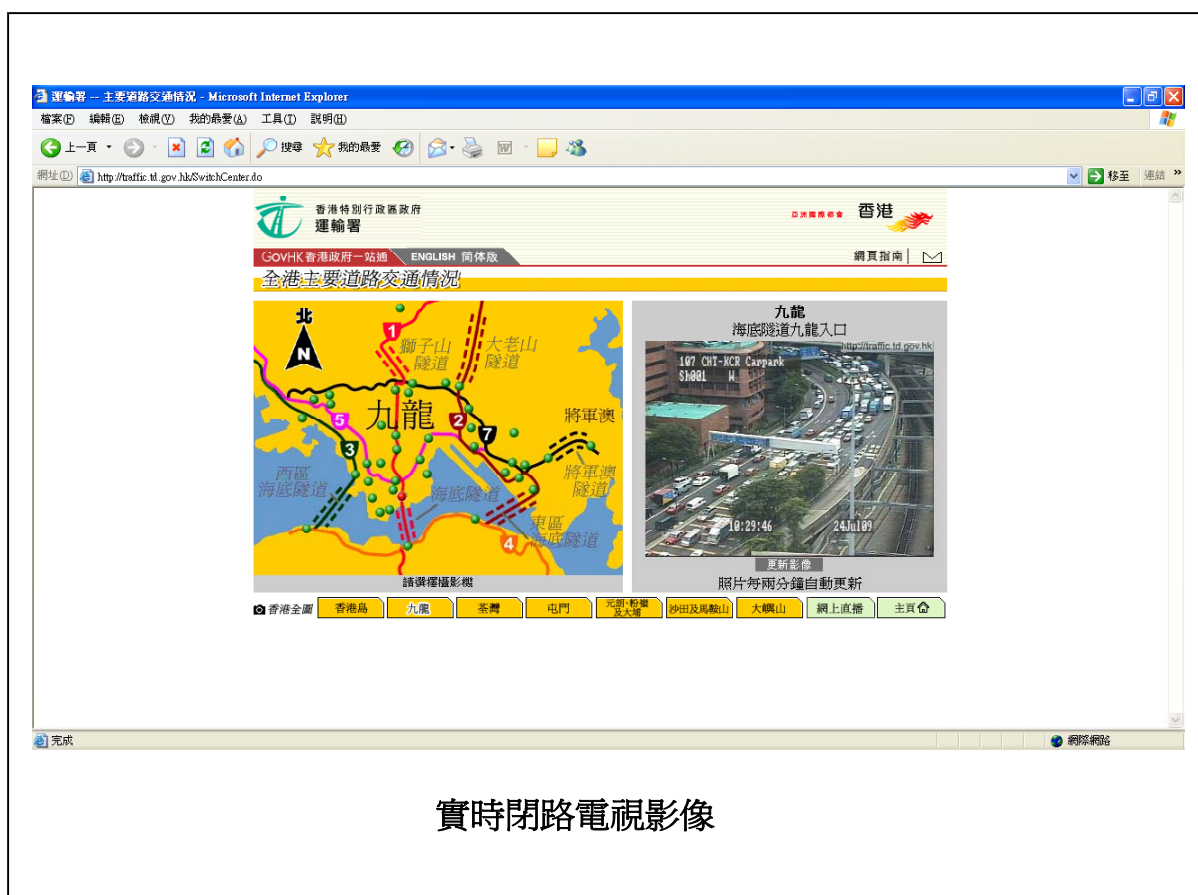 運輸署 -- 主要道路交通情況 - Microsoft Internet Explorer
檔案(F) 編輯(E) 檢視(V) 我的最愛(A) 工具(T) 說明(H)
上一頁 搜尋 我的最愛
網址(D) http://traffic.td.gov.hk/SwitchCenter.do 移至 連結 »
香港特別行政區政府
運輸署
亞洲國際都會 香港
GOVHK香港政府一站通 ENGLISH 简体版 網頁指南
全港主要道路交通情況
北
N
1
獅子山
隧道
大老山
隧道
九龍
5
2
7
3
將軍澳
將軍澳
隧道
西區
海底隧道
海底隧道
東區
海底隧道
4
請選擇攝影機
九龍
海底隧道九龍入口
http://traffic.td.gov.hk
107 CHT-KCR Carpark
Sh001 W
10:29:46 24Jul09
更新影像
照片每兩分鐘自動更新
香港全圖 香港島 九龍 荃灣 屯門 元朗·粉嶺及大埔 沙田及馬鞍山 大嶼山 網上直播 主頁
完成 網際網路
實時閉路電視影像